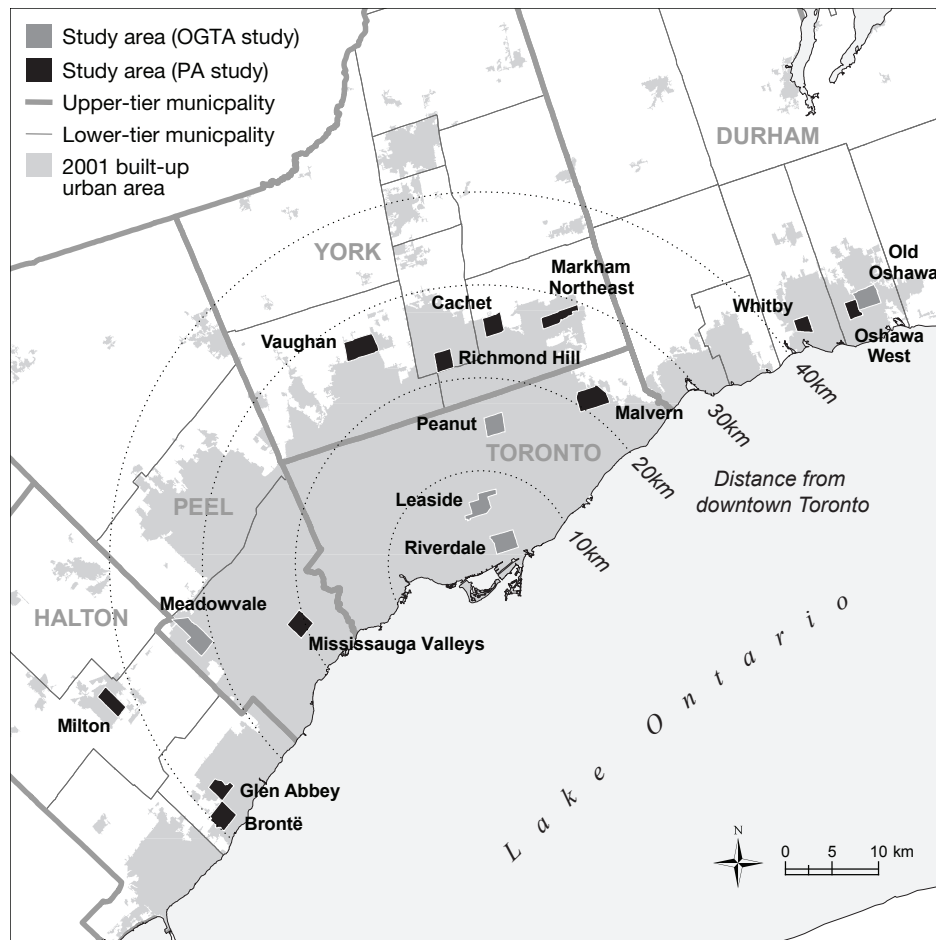 Study area (OGTA study)
Study area (PA study)
Upper-tier municpality
Lower-tier municpality
2001 built-up
urban area
DURHAM
YORK
Old
Oshawa
Markham
Northeast
Cachet
Whitby
Vaughan
Richmond Hill
Oshawa
West
40km
Malvern
30km
Peanut
TORONTO
20km
Distance from
downtown Toronto
Leaside
PEEL
10km
Riverdale
Meadowvale
HALTON
Mississauga Valleys
Lake Ontario
Milton
Glen Abbey
Brontë
N
0 5 10 km